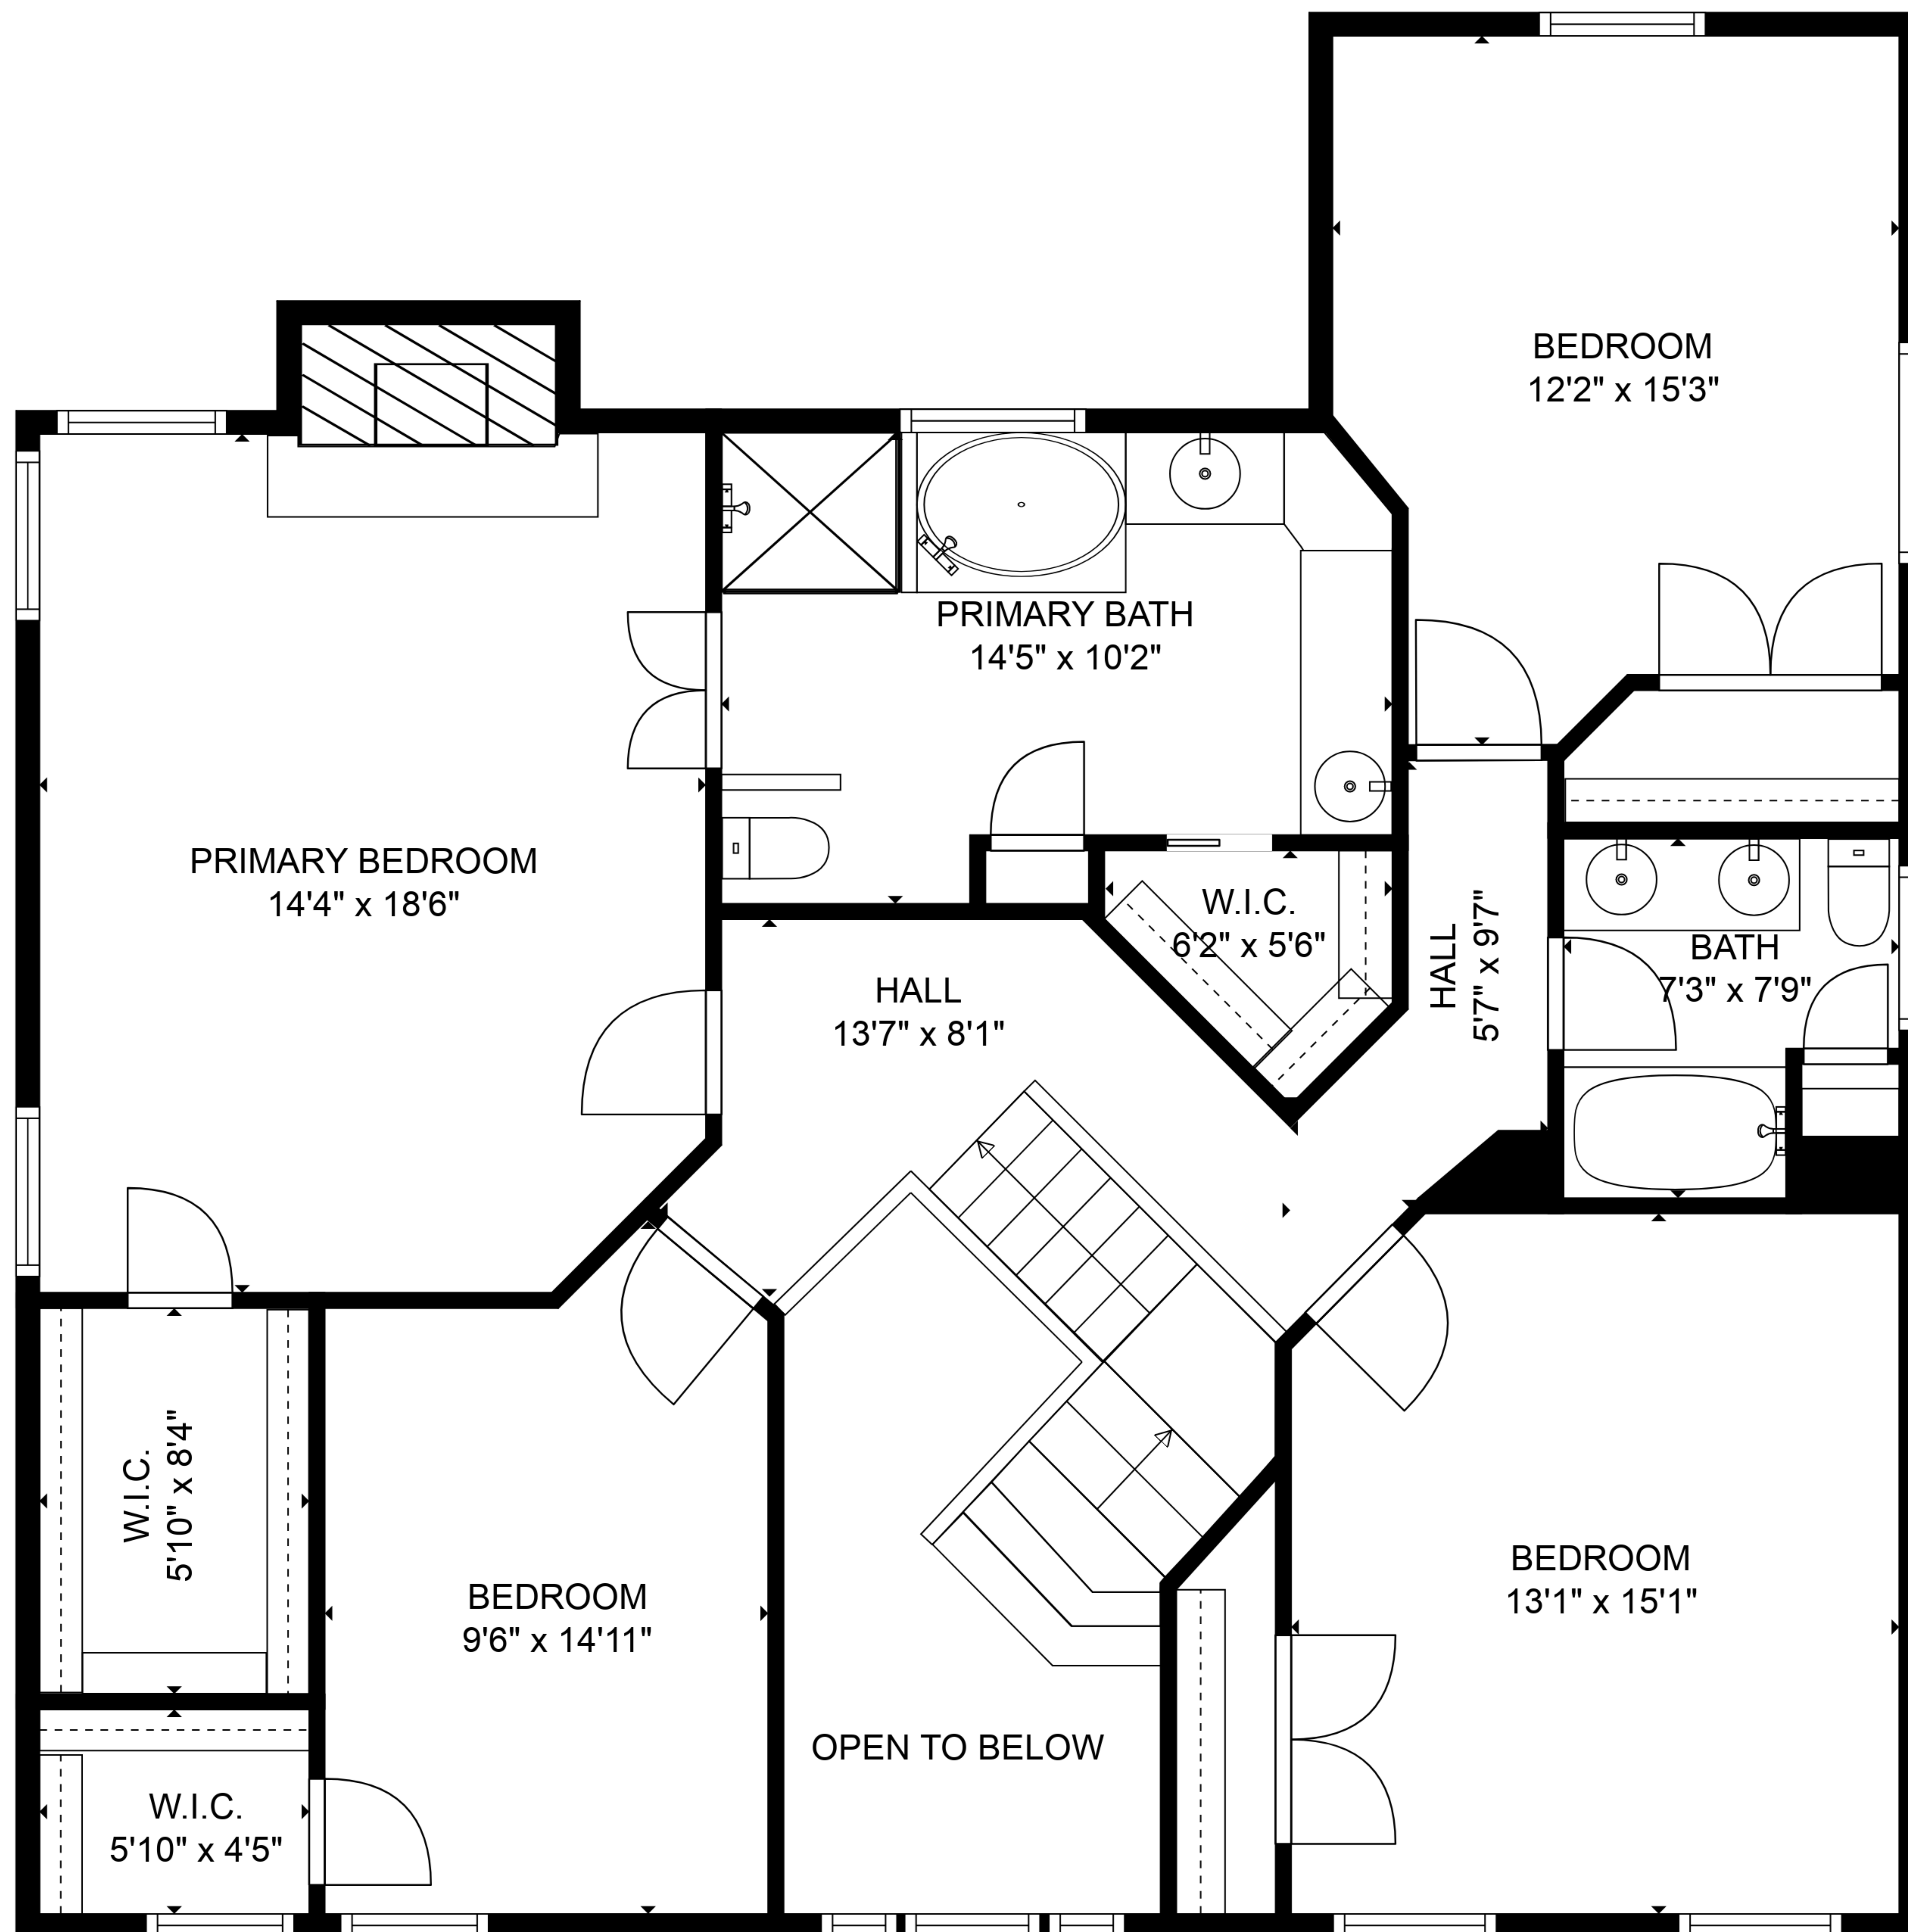 BEDROOM
12'2" x 15'3"
PRIMARY BATH
14'5" x 10'2"
PRIMARY BEDROOM
14'4" x 18'6"
W.I.C.
6'2" x 5'6"
HALL
5'7" x 9'7"
BATH
7'3" x 7'9"
HALL
13'7" x 8'1"
W.I.C.
5'10" x 8'4"
BEDROOM
9'6" x 14'11"
BEDROOM
13'1" x 15'1"
OPEN TO BELOW
W.I.C.
5'10" x 4'5"